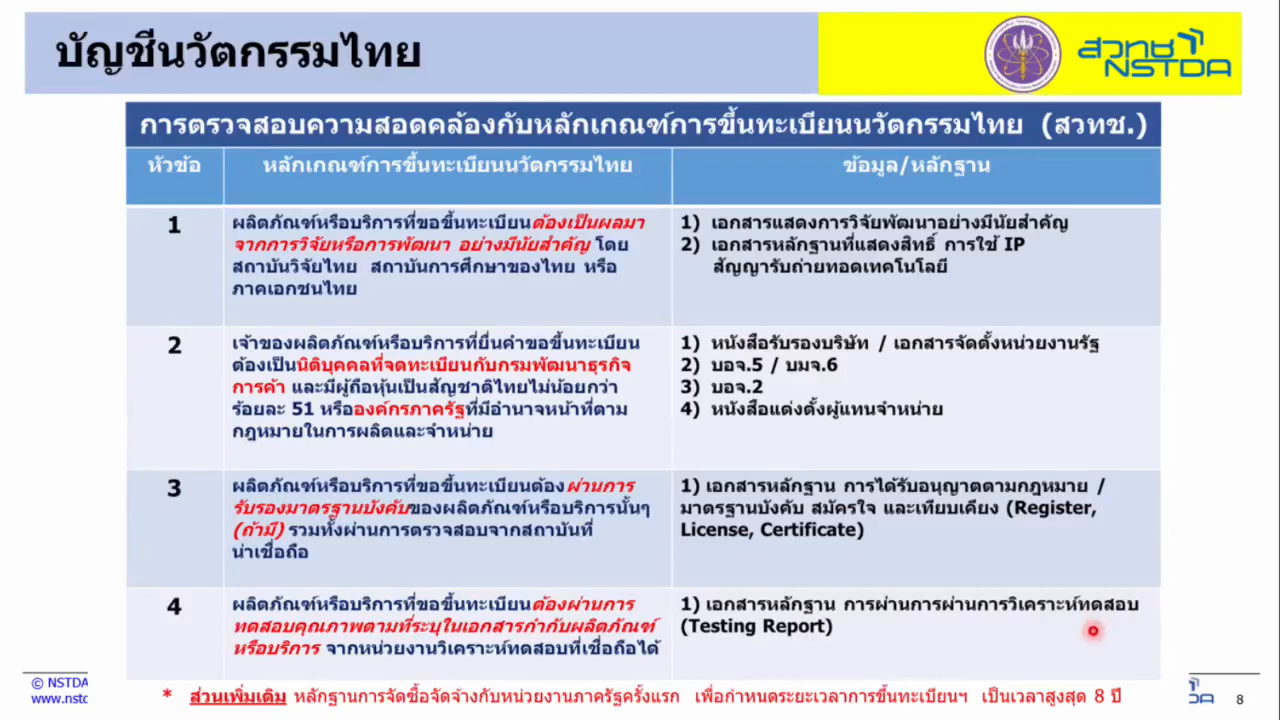 บัญชีนวัตกรรมไทย
สวทช
NSTDA
การตรวจสอบความสอดคล้องกับหลักเกณฑ์การขึ้นทะเบียนนวัตกรรมไทย (สวทช.)
หัวข้อ
หลักเกณฑ์การขึ้นทะเบียนนวัตกรรมไทย
ข้อมูล/หลักฐาน
1
ผลิตภัณฑ์หรือบริการที่ขอขึ้นทะเบียนต้องเป็นผลมา
จากการวิจัยหรือการพัฒนา อย่างมีนัยสำคัญ โดย
สถาบันวิจัยไทย สถาบันการศึกษาของไทย หรือ
ภาคเอกชนไทย
1) เอกสารแสดงการวิจัยพัฒนาอย่างมีนัยสำคัญ
2) เอกสารหลักฐานที่แสดงสิทธิ์ การใช้ IP
สัญญารับถ่ายทอดเทคโนโลยี
2
เจ้าของผลิตภัณฑ์หรือบริการที่ยื่นคำขอขึ้นทะเบียน
ต้องเป็นนิติบุคคลที่จดทะเบียนกับกรมพัฒนาธุรกิจ
การค้า และมีผู้ถือหุ้นเป็นสัญชาติไทยไม่น้อยกว่า
ร้อยละ 51 หรือองค์กรภาครัฐที่มีอำนาจหน้าที่ตาม
กฎหมายในการผลิตและจำหน่าย
1) หนังสือรับรองบริษัท / เอกสารจัดตั้งหน่วยงานรัฐ
2) บอจ.5 / บมจ.6
3) บอจ.2
4) หนังสือแต่งตั้งผู้แทนจำหน่าย
3
ผลิตภัณฑ์หรือบริการที่ขอขึ้นทะเบียนต้องผ่านการ
รับรองมาตรฐานบังคับของผลิตภัณฑ์หรือบริการนั้นๆ
(ถ้ามี) รวมทั้งผ่านการตรวจสอบจากสถาบันที่
น่าเชื่อถือ
1) เอกสารหลักฐาน การได้รับอนุญาตตามกฎหมาย /
มาตรฐานบังคับ สมัครใจ และเทียบเคียง (Register,
License, Certificate)
4
ผลิตภัณฑ์หรือบริการที่ขอขึ้นทะเบียนต้องผ่านการ
ทดสอบคุณภาพตามที่ระบุในเอกสารกำกับผลิตภัณฑ์
หรือบริการ จากหน่วยงานวิเคราะห์ทดสอบที่เชื่อถือได้
1) เอกสารหลักฐาน การผ่านการผ่านการวิเคราะห์ทดสอบ
(Testing Report)
© NSTDA
www.nstc
* ส่วนเพิ่มเติม หลักฐานการจัดซื้อจัดจ้างกับหน่วยงานภาครัฐครั้งแรก เพื่อกำหนดระยะเวลาการขึ้นทะเบียนฯ เป็นเวลาสูงสุด 8 ปี
DA
8